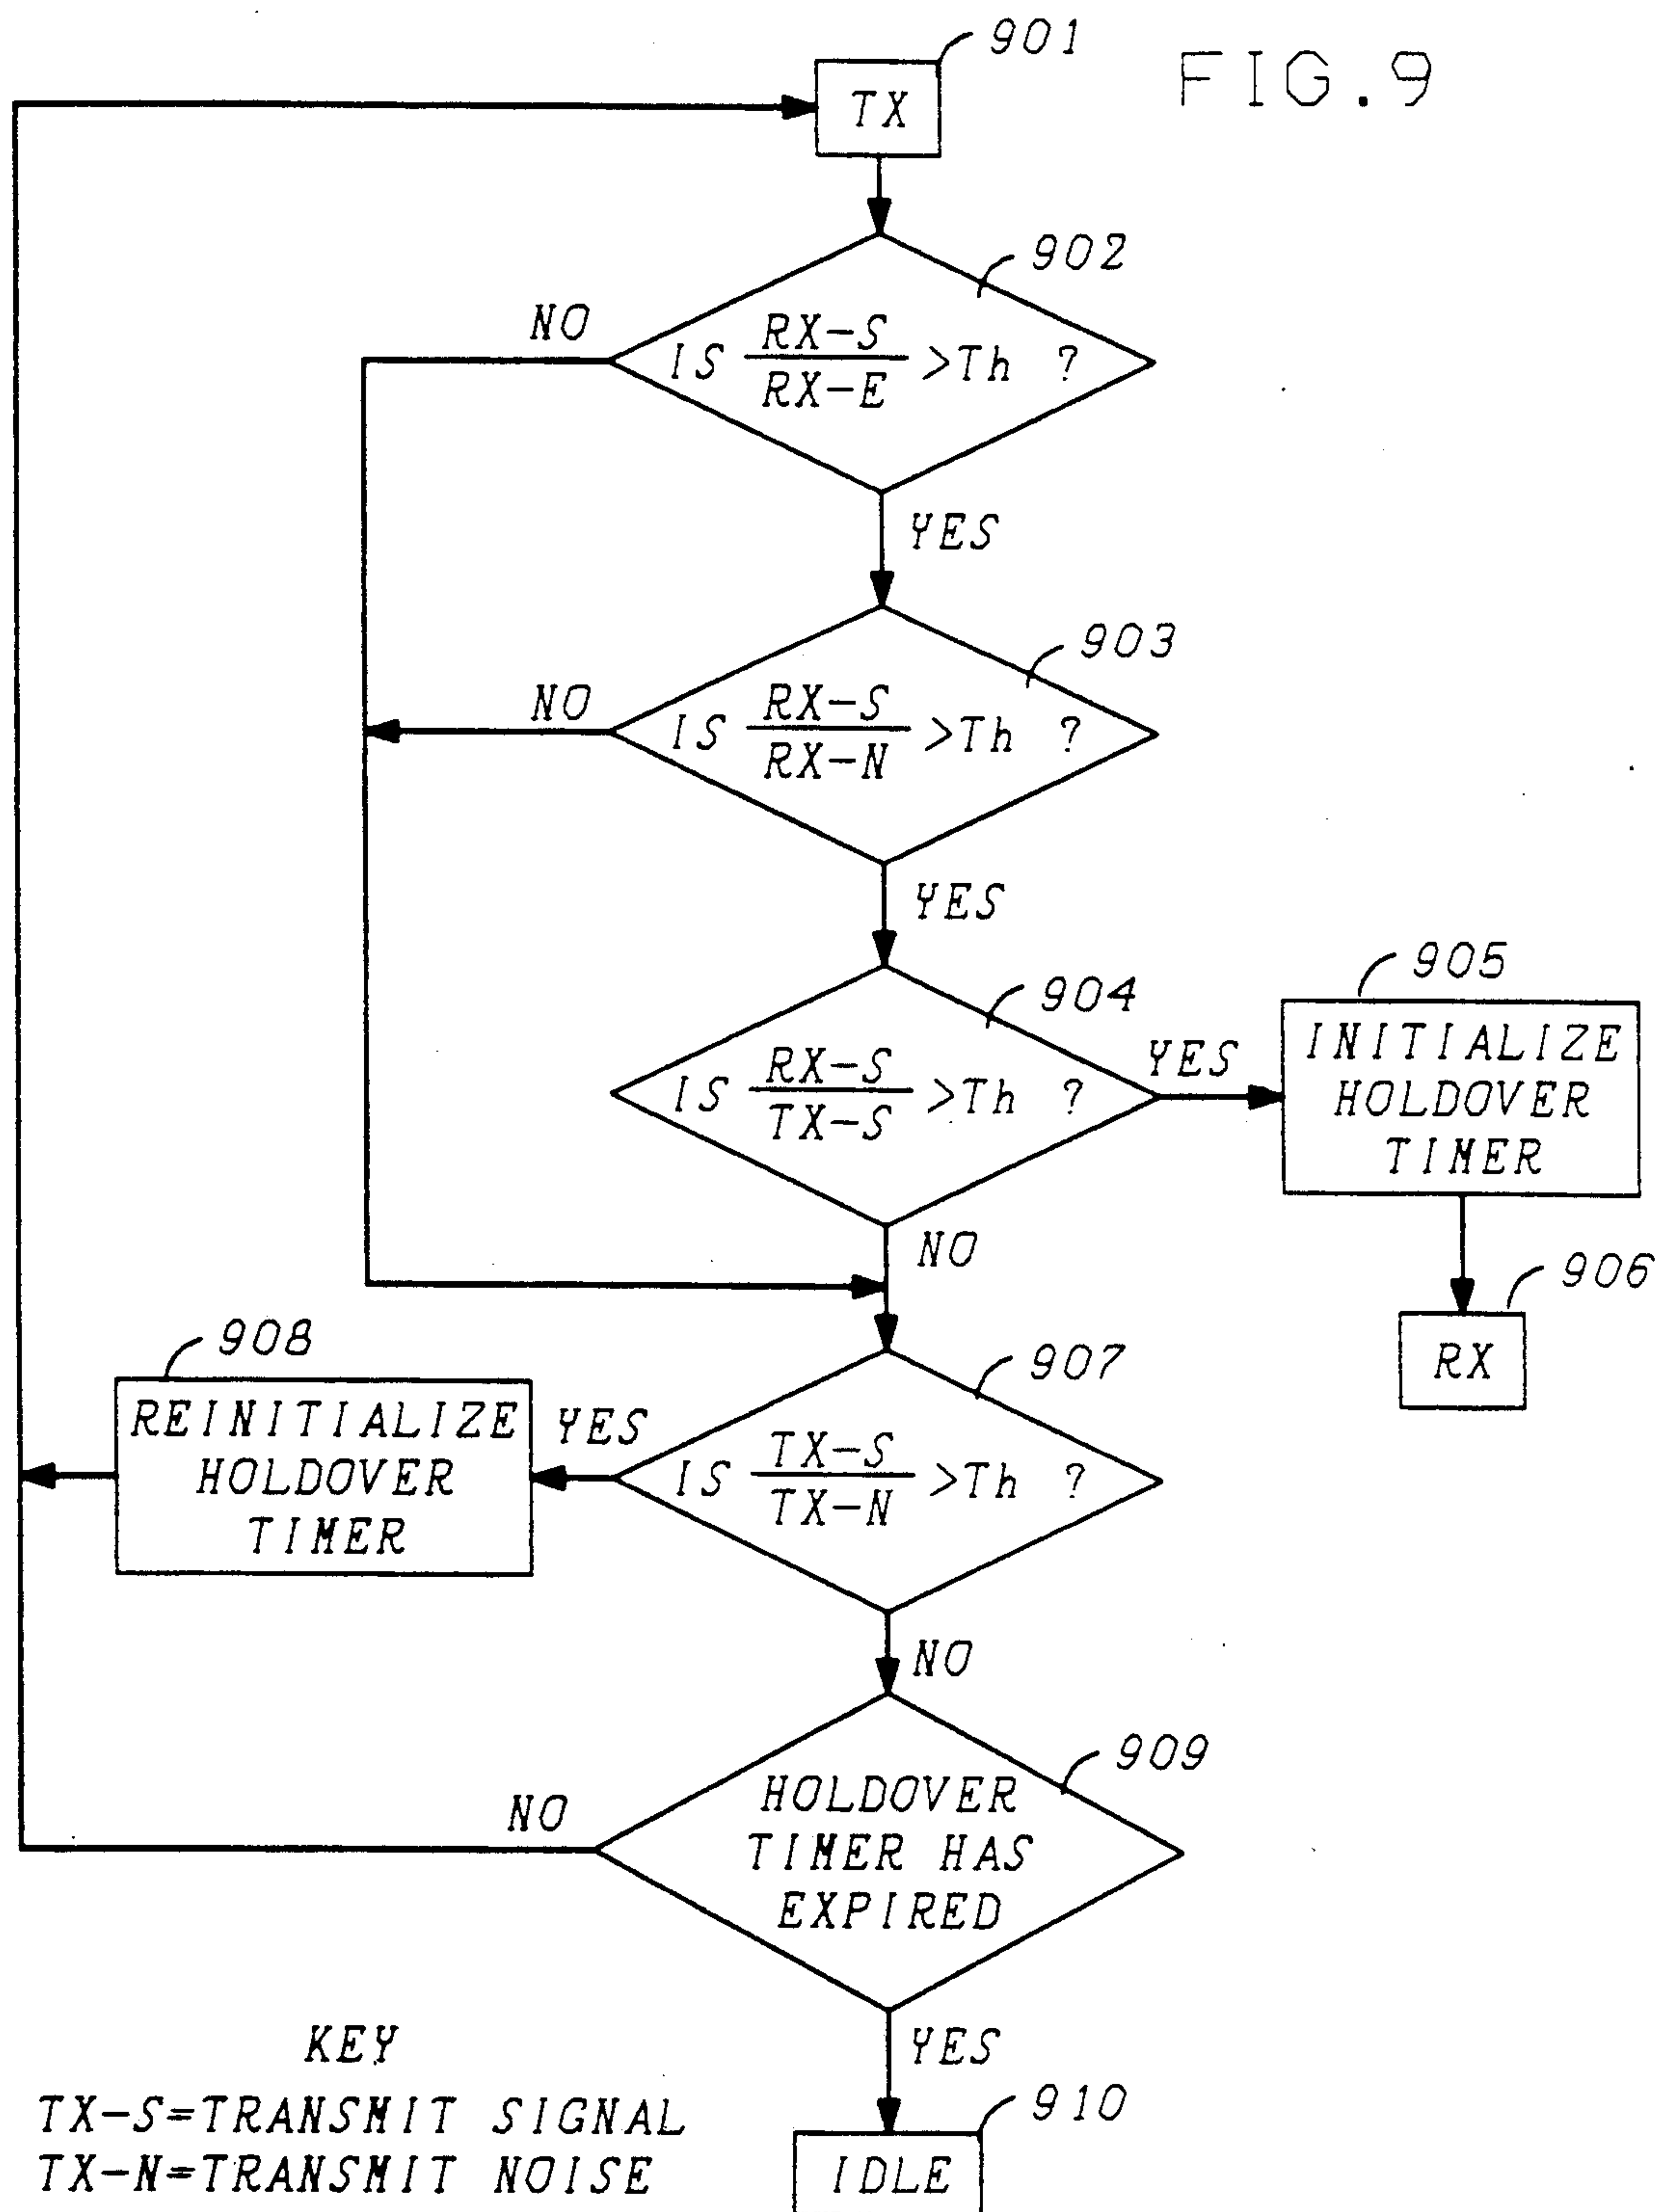 FIG.9
901
TX
902
NO
IS RX-S / RX-E >Th ?
YES
903
NO
IS RX-S / RX-N >Th ?
YES
904
IS RX-S / TX-S >Th ?
YES
905
INITIALIZE
HOLDOVER
TIMER
NO
906
RX
908
REINITIALIZE
HOLDOVER
TIMER
YES
907
IS TX-S / TX-N >Th ?
NO
909
HOLDOVER
TIMER HAS
EXPIRED
NO
YES
910
IDLE
KEY
TX-S=TRANSMIT SIGNAL
TX-N=TRANSMIT NOISE